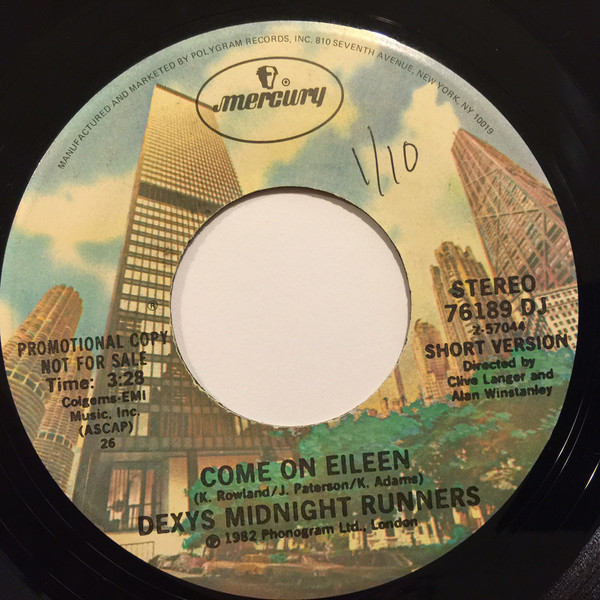 MANUFACTURED AND MARKETED BY POLYGRAM RECORDS, INC. 810 SEVENTH AVENUE, NEW YORK, NY 10019
®
mercury
1/10
®
PROMOTIONAL COPY
NOT FOR SALE
Time: 3:28
Colgems-EMI
Music, Inc.
(ASCAP)
26
STEREO
76189 DJ
2-57044
SHORT VERSION
Directed by
Clive Langer and
Alan Winstanley
COME ON EILEEN
(K. Rowland/J. Paterson/K. Adams)
DEXYS MIDNIGHT RUNNERS
℗ 1982 Phonogram Ltd., London